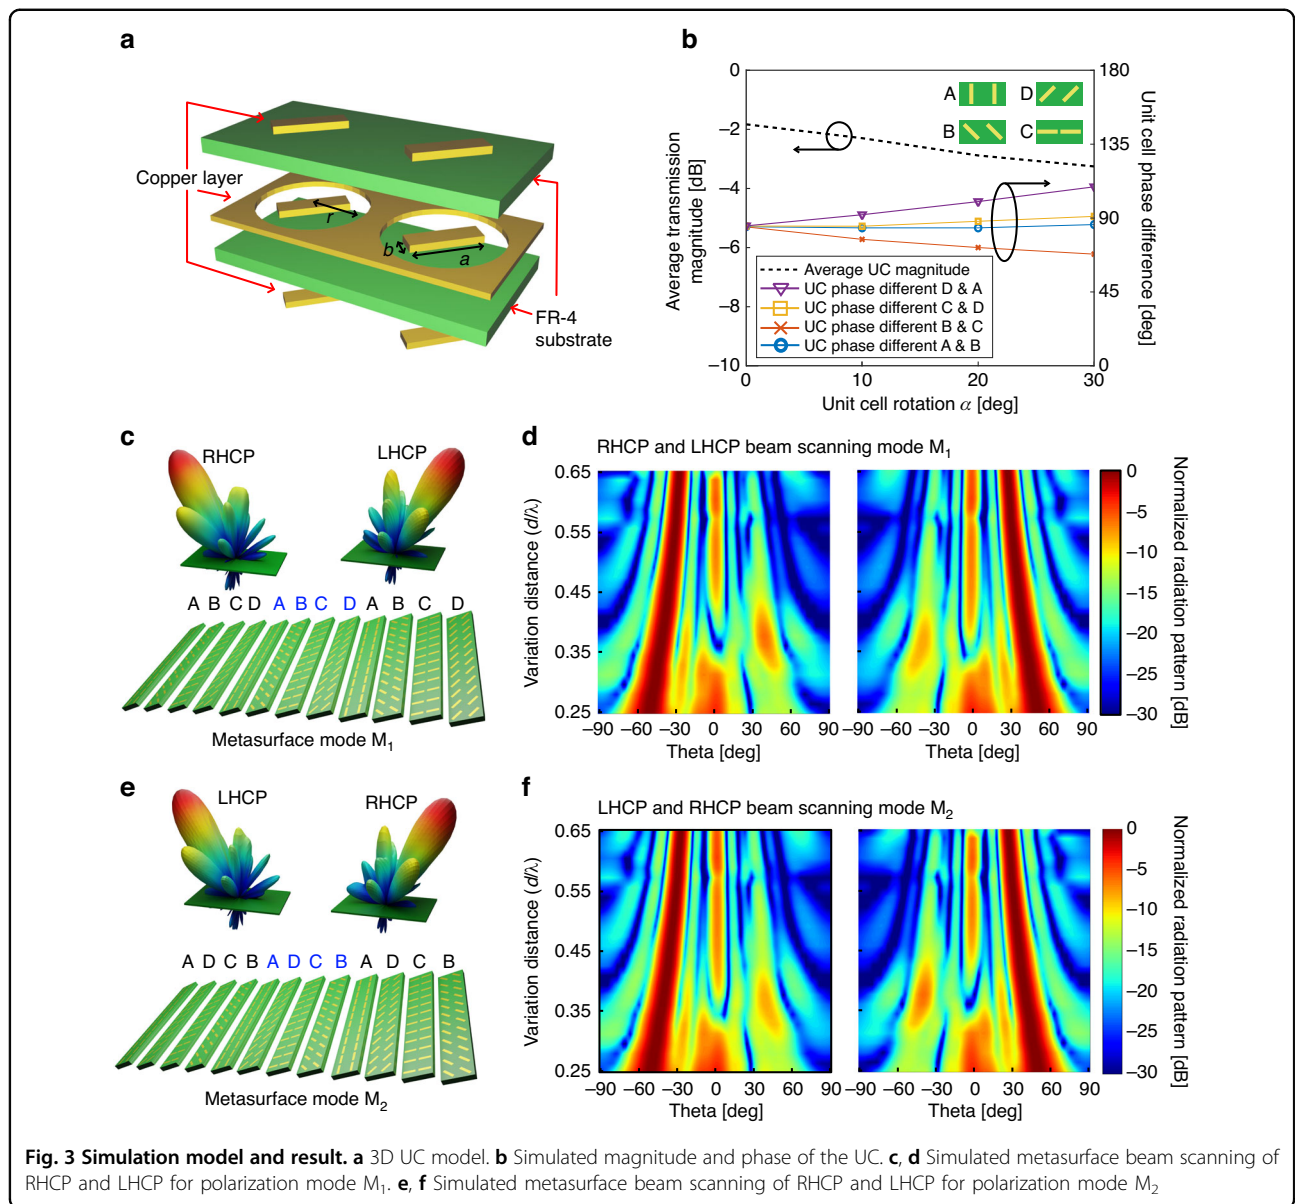 a
Copper layer
r
b
a
FR-4
substrate
b
Average transmission
magnitude [dB]
0
−2
−4
−6
−8
−10
A
D
B
C
Average UC magnitude
UC phase different D & A
UC phase different C & D
UC phase different B & C
UC phase different A & B
0
10
20
30
Unit cell rotation α [deg]
180
135
90
45
0
Unit cell phase difference
[deg]
c
RHCP
LHCP
A B C D A B C D A B C D
Metasurface mode M1
d
RHCP and LHCP beam scanning mode M1
Variation distance (d/λ)
0.65
0.55
0.45
0.35
0.25
−90 −60 −30 0 30 60 90
Theta [deg]
−90 −60 −30 0 30 60 90
Theta [deg]
0
−5
−10
−15
−20
−25
−30
Normalized radiation pattern [dB]
e
LHCP
RHCP
A D C B A D C B A D C B
Metasurface mode M2
f
LHCP and RHCP beam scanning mode M2
Variation distance (d/λ)
0.65
0.55
0.45
0.35
0.25
−90 −60 −30 0 30 60 90
Theta [deg]
−90 −60 −30 0 30 60 90
Theta [deg]
0
−5
−10
−15
−20
−25
−30
Normalized radiation pattern [dB]
Fig. 3 Simulation model and result. a 3D UC model. b Simulated magnitude and phase of the UC. c, d Simulated metasurface beam scanning of
RHCP and LHCP for polarization mode M1. e, f Simulated metasurface beam scanning of RHCP and LHCP for polarization mode M2